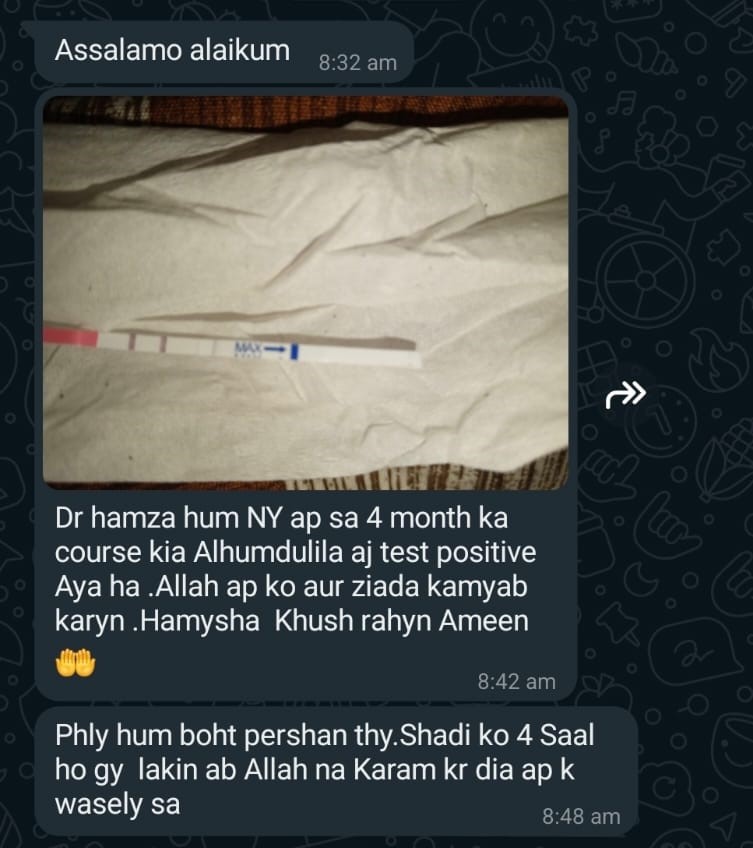 Assalamo alaikum
8:32 am
MAX
Dr hamza hum NY ap sa 4 month ka
course kia Alhumdulila aj test positive
Aya ha .Allah ap ko aur ziada kamyab
karyn .Hamysha Khush rahyn Ameen
🤲
8:42 am
Phly hum boht pershan thy.Shadi ko 4 Saal
ho gy lakin ab Allah na Karam kr dia ap k
wasely sa
8:48 am